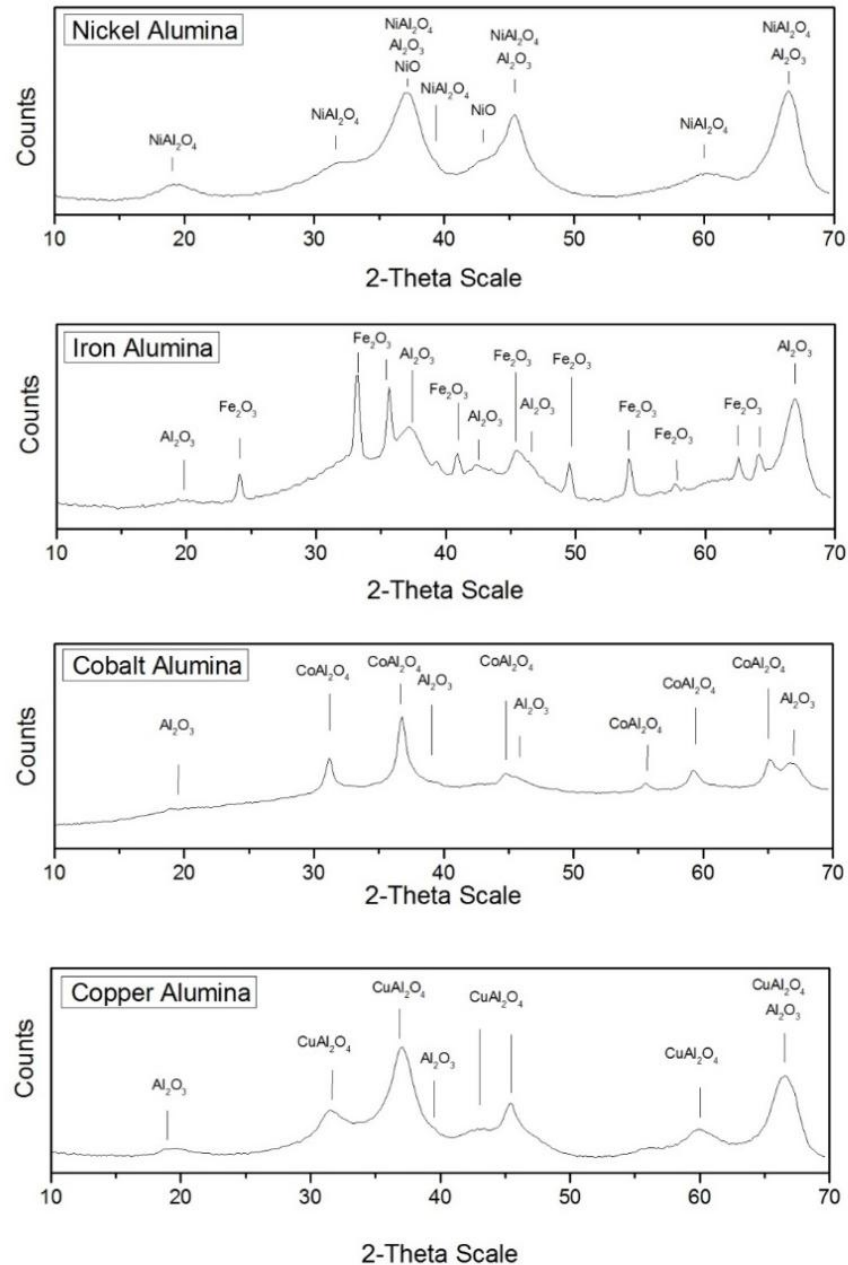 Nickel Alumina
NiAl₂O₄
Al₂O₃
NiO
NiAl₂O₄
Al₂O₃
NiAl₂O₄
Al₂O₃
NiAl₂O₄
NiO
NiAl₂O₄
NiAl₂O₄
NiAl₂O₄
Counts
10 20 30 40 50 60 70
2-Theta Scale
Iron Alumina
Fe₂O₃
Al₂O₃
Fe₂O₃
Fe₂O₃
Al₂O₃
Fe₂O₃
Al₂O₃
Al₂O₃
Fe₂O₃
Fe₂O₃
Al₂O₃
Fe₂O₃
Fe₂O₃
Counts
10 20 30 40 50 60 70
2-Theta Scale
Cobalt Alumina
CoAl₂O₄
CoAl₂O₄
Al₂O₃
CoAl₂O₄
CoAl₂O₄
CoAl₂O₄
Al₂O₃
Al₂O₃
Al₂O₃
CoAl₂O₄
Counts
10 20 30 40 50 60 70
2-Theta Scale
Copper Alumina
CuAl₂O₄
CuAl₂O₄
CuAl₂O₄
Al₂O₃
CuAl₂O₄
Al₂O₃
CuAl₂O₄
Al₂O₃
Counts
10 20 30 40 50 60 70
2-Theta Scale